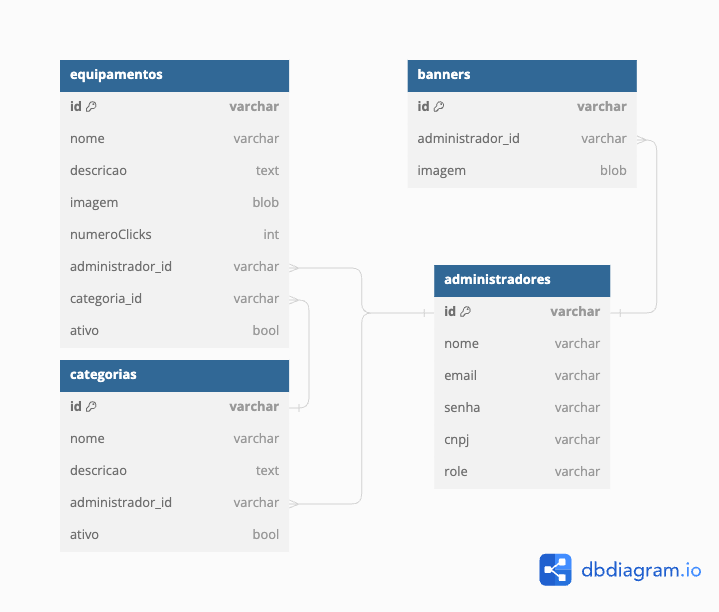 equipamentos
id varchar
nome varchar
descricao text
imagem blob
numeroClicks int
administrador_id varchar
categoria_id varchar
ativo bool
categorias
id varchar
nome varchar
descricao text
administrador_id varchar
ativo bool
banners
id varchar
administrador_id varchar
imagem blob
administradores
id varchar
nome varchar
email varchar
senha varchar
cnpj varchar
role varchar
dbdiagram.io